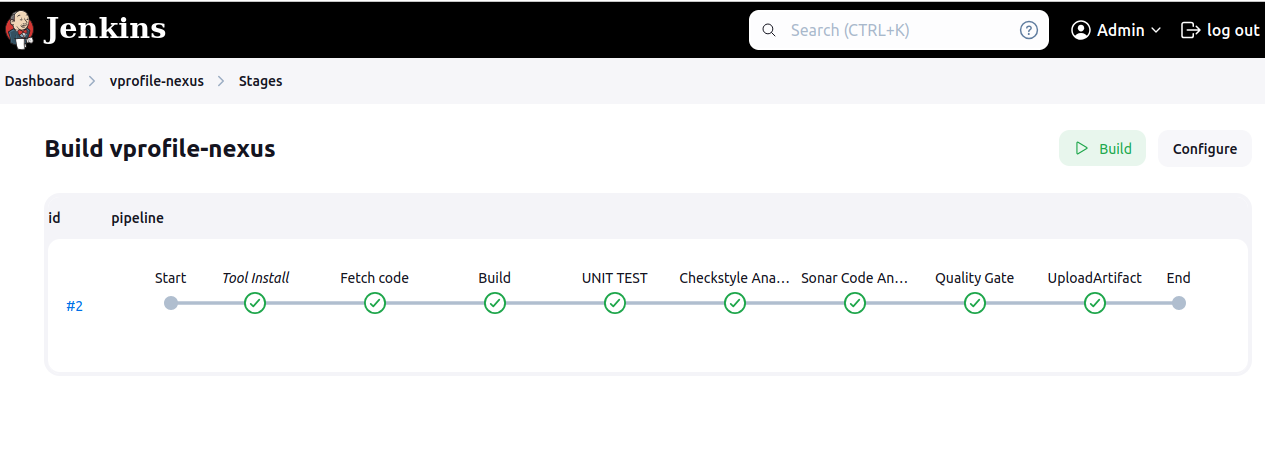 Jenkins
Search (CTRL+K)
Admin
log out
Dashboard vprofile-nexus Stages
Build vprofile-nexus
Build
Configure
id pipeline
Start Tool Install Fetch code Build UNIT TEST Checkstyle Ana... Sonar Code An... Quality Gate UploadArtifact End
#2